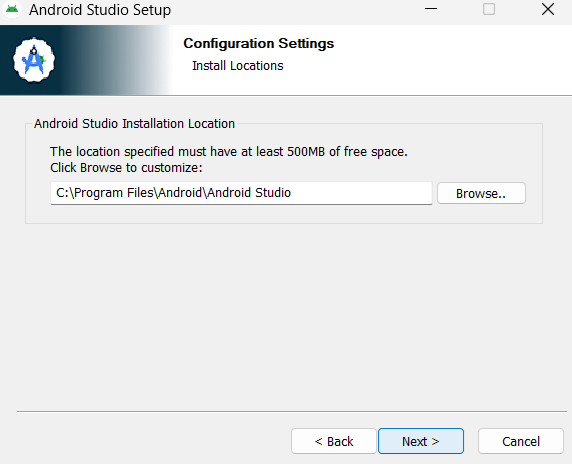 Android Studio Setup
Configuration Settings
Install Locations
Android Studio Installation Location
The location specified must have at least 500MB of free space.
Click Browse to customize:
C:\Program Files\Android\Android Studio
Browse..
< Back
Next >
Cancel